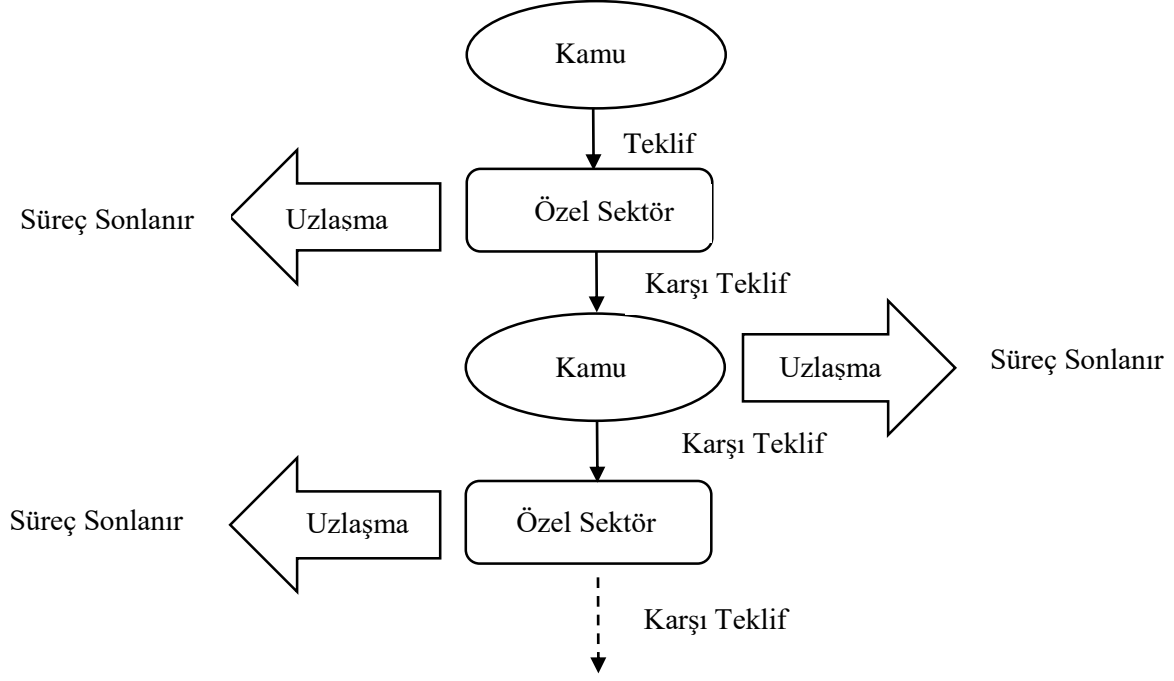 Kamu
Teklif
Süreç Sonlanır
Uzlaşma
Özel Sektör
Karşı Teklif
Kamu
Uzlaşma
Süreç Sonlanır
Karşı Teklif
Süreç Sonlanır
Uzlaşma
Özel Sektör
Karşı Teklif